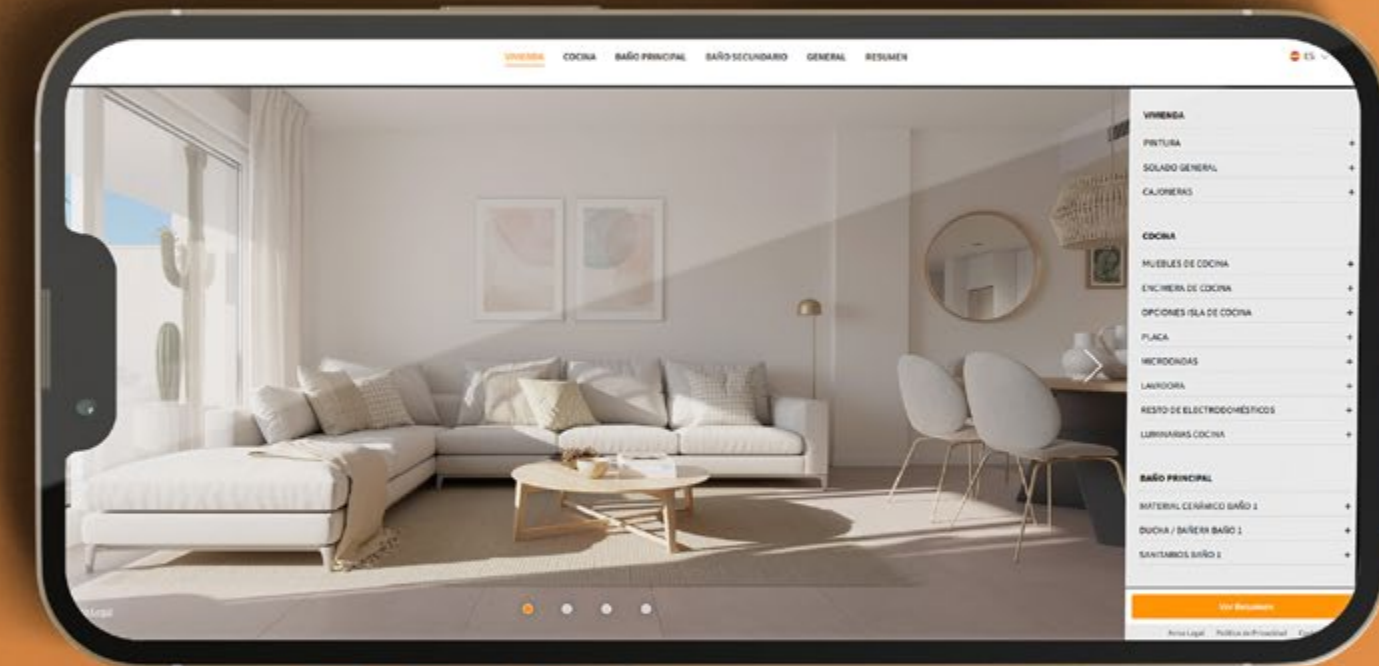 VIVIENDA COCINA BAÑO PRINCIPAL BAÑO SECUNDARIO GENERAL RESUMEN
ES
VIVIENDA
PINTURA +
SOLADO GENERAL +
CAJONERAS +
COCINA
MUEBLES DE COCINA +
ENCIMERA DE COCINA +
OPCIONES ISLA DE COCINA +
PLACA +
MICROONDAS +
LAVADORA +
RESTO DE ELECTRODOMÉSTICOS +
LUMINARIAS COCINA +
BAÑO PRINCIPAL
MATERIAL CERÁMICO BAÑO 1 +
DUCHA / BAÑERA BAÑO 1 +
SANITARIOS BAÑO 1 +
Ver Resumen
Aviso Legal Política de Privacidad